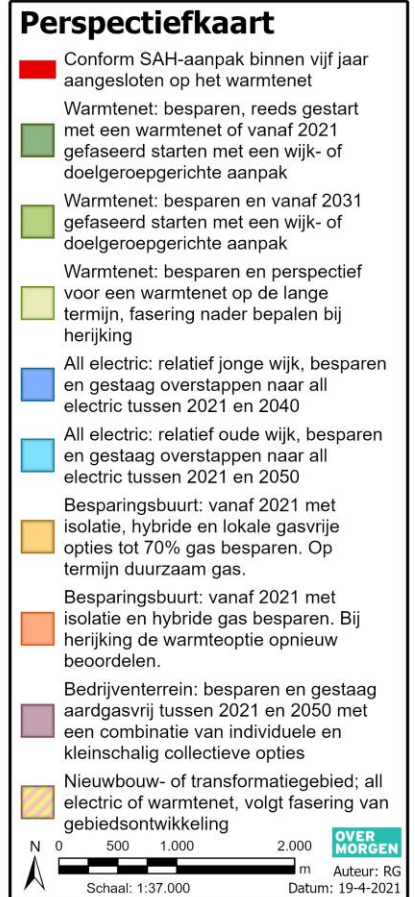 Perspectiefkaart
Conform SAH-aanpak binnen vijf jaar
aangesloten op het warmtenet
Warmtenet: besparen, reeds gestart
met een warmtenet of vanaf 2021
gefaseerd starten met een wijk- of
doelgroepgerichte aanpak
Warmtenet: besparen en vanaf 2031
gefaseerd starten met een wijk- of
doelgroepgerichte aanpak
Warmtenet: besparen en perspectief
voor een warmtenet op de lange
termijn, fasering nader bepalen bij
herijking
All electric: relatief jonge wijk, besparen
en gestaag overstappen naar all
electric tussen 2021 en 2040
All electric: relatief oude wijk, besparen
en gestaag overstappen naar all
electric tussen 2021 en 2050
Besparingsbuurt: vanaf 2021 met
isolatie, hybride en lokale gasvrije
opties tot 70% gas besparen. Op
termijn duurzaam gas.
Besparingsbuurt: vanaf 2021 met
isolatie en hybride gas besparen. Bij
herijking de warmteoptie opnieuw
beoordelen.
Bedrijventerrein: besparen en gestaag
aardgasvrij tussen 2021 en 2050 met
een combinatie van individuele en
kleinschalig collectieve opties
Nieuwbouw- of transformatiegebied; all
electric of warmtenet, volgt fasering van
gebiedsontwikkeling
N 0 500 1.000 2.000
m
Schaal: 1:37.000
OVER
MORGEN
Auteur: RG
Datum: 19-4-2021